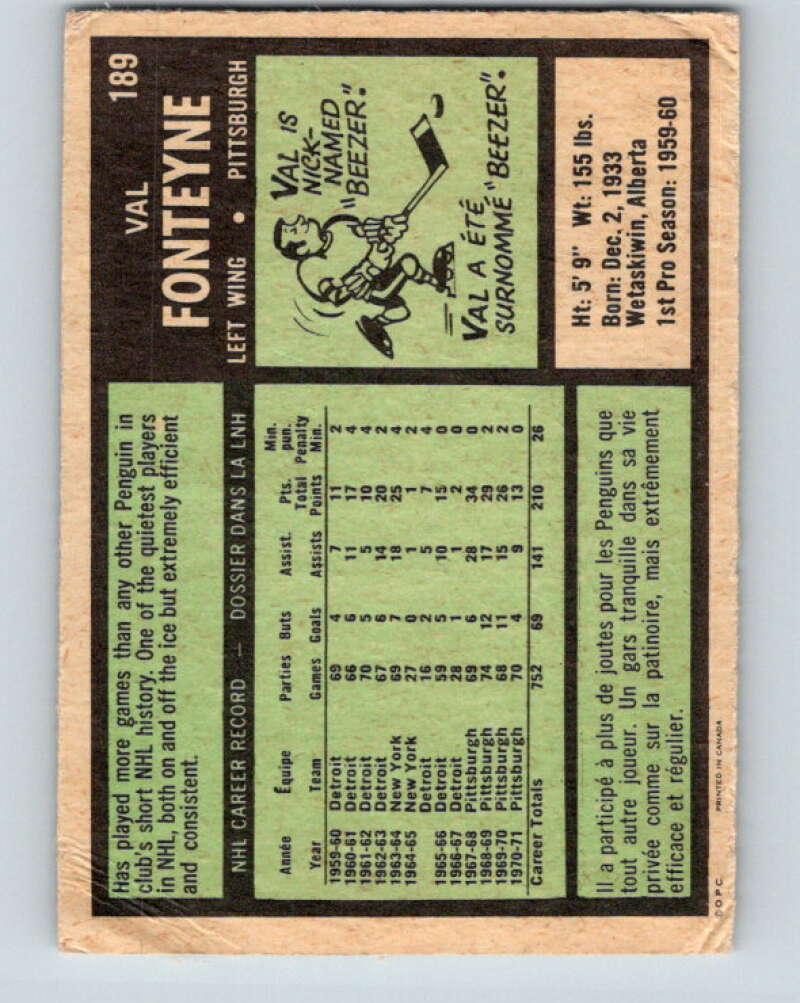 189
VAL
FONTEYNE
LEFT WING • PITTSBURGH
Has played more games than any other Penguin in
club's short NHL history. One of the quietest players
in NHL, both on and off the ice but extremely efficient
and consistent.
VAL IS
NICK-
NAMED
"BEEZER".
VAL A ÉTÉ
SURNOMMÉ "BEEZER".
NHL CAREER RECORD — DOSSIER DANS LA LNH
Année Équipe Parties Buts Assist. Pts. Total Min. pun.
Year Team Games Goals Assists Points Penalty Min.
1959-60 Detroit 69 4 7 11 2
1960-61 Detroit 66 6 11 17 4
1961-62 Detroit 70 5 5 10 4
1962-63 Detroit 67 6 14 20 2
1963-64 New York 69 7 18 25 4
1964-65 New York 27 0 1 1 2
Detroit 16 2 5 7 4
1965-66 Detroit 59 5 10 15 0
1966-67 Detroit 28 1 1 2 0
1967-68 Pittsburgh 69 6 28 34 0
1968-69 Pittsburgh 74 12 17 29 2
1969-70 Pittsburgh 68 11 15 26 2
1970-71 Pittsburgh 70 4 9 13 0
Career Totals 752 69 141 210 26
Ht: 5' 9" Wt: 155 lbs.
Born: Dec. 2, 1933
Wetaskiwin, Alberta
1st Pro Season: 1959-60
Il a participé à plus de joutes pour les Penguins que
tout autre joueur. Un gars tranquille dans sa vie
privée comme sur la patinoire, mais extrêmement
efficace et régulier.
© O.P.C. PRINTED IN CANADA